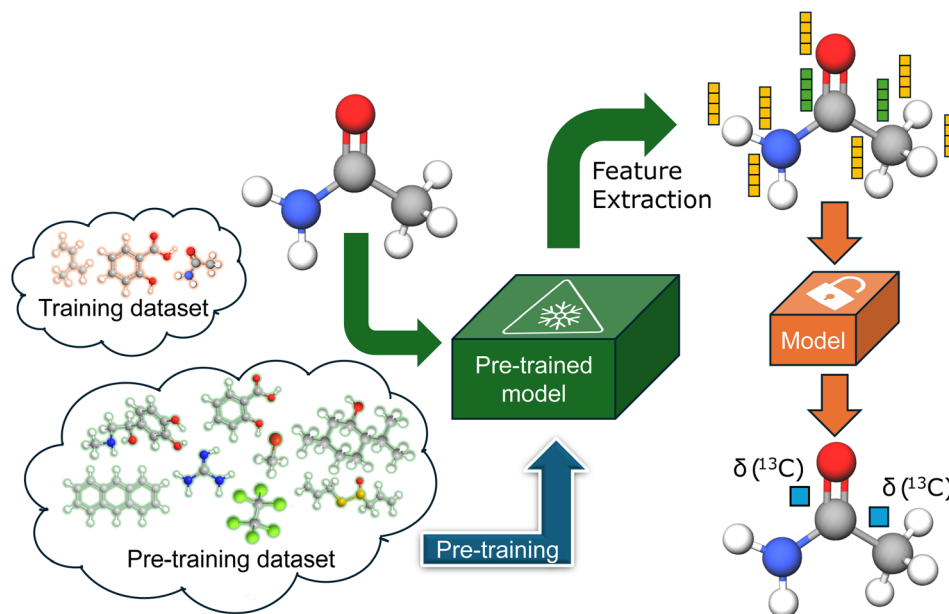 Feature
Extraction
Training dataset
Pre-trained
model
Model
Pre-training dataset
Pre-training
δ (¹³C)
δ (¹³C)